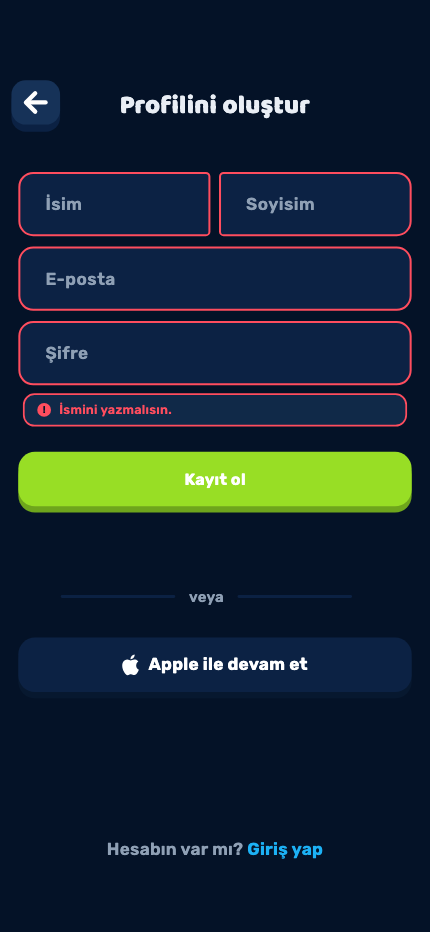 Profilini oluştur
İsim
Soyisim
E-posta
Şifre
İsmini yazmalısın.
Kayıt ol
veya
Apple ile devam et
Hesabın var mı? Giriş yap